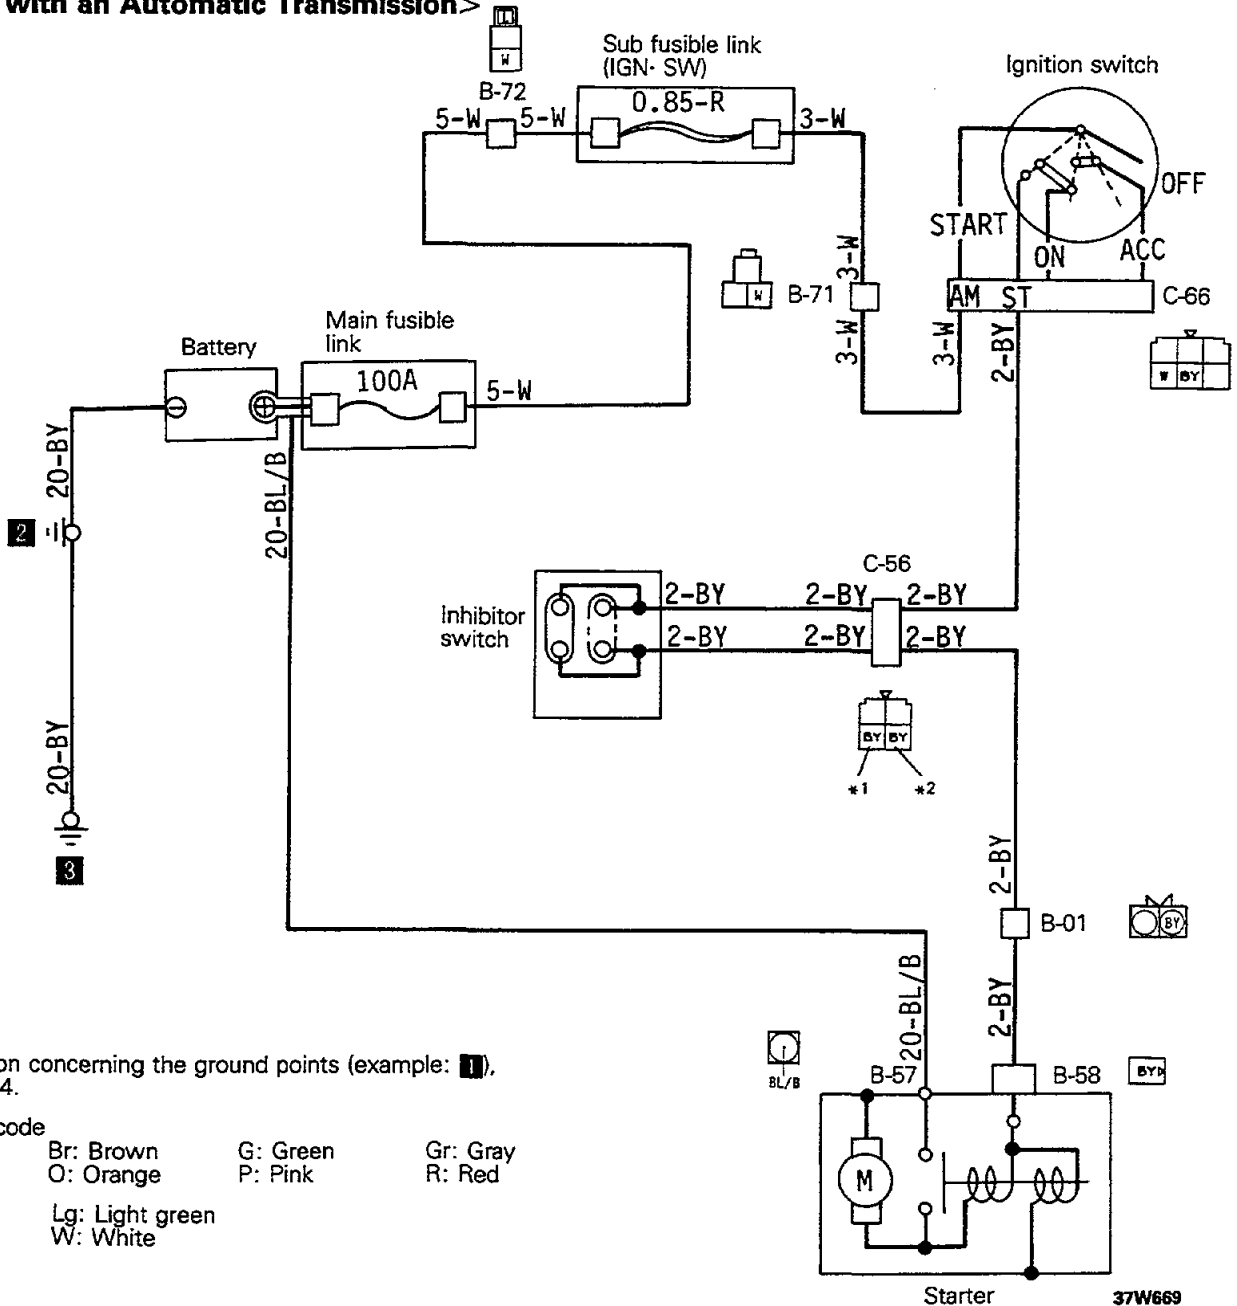 with an Automatic Transmission>
W
B-72
Sub fusible link
(IGN· SW)
0.85-R
5-W
5-W
3-W
Ignition switch
OFF
START
ON
ACC
3-W
W
B-71
AM ST
C-66
3-W
3-W
2-BY
W BY
Main fusible
link
Battery
100A
5-W
20-BY
20-BL/B
2
C-56
2-BY
2-BY
2-BY
Inhibitor
switch
2-BY
2-BY
2-BY
BY BY
*1
*2
20-BY
3
2-BY
B-01
BY
20-BL/B
2-BY
BL/B
B-57
B-58
BY
on concerning the ground points (example: 1),
4.
code
Br: Brown
G: Green
Gr: Gray
O: Orange
P: Pink
R: Red
Lg: Light green
W: White
M
Starter
37W669